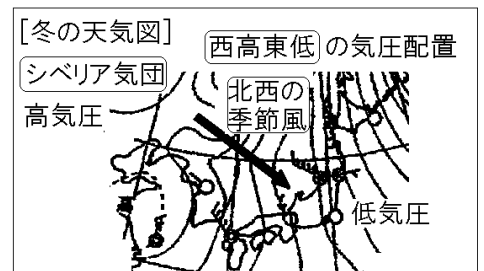 [冬の天気図]
西高東低の気圧配置
シベリア気団
高気圧
北西の
季節風
低気圧